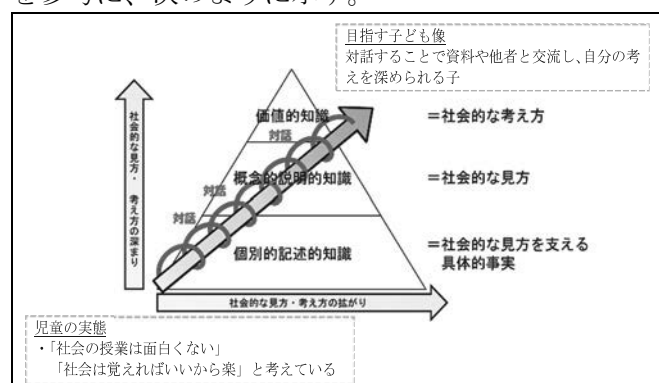 を参考に、次のように示す。
目指す子ども像
対話することで資料や他者と交流し、自分の考
えを深められる子
社会的な見方・考え方の深まり
価値的知識
＝社会的な考え方
対話
概念的説明的知識
＝社会的な見方
対話
対話
個別的記述的知識
＝社会的な見方を支える
具体的事実
社会的な見方・考え方の拡がり
児童の実態
・「社会の授業は面白くない」
「社会は覚えればいいから楽」と考えている